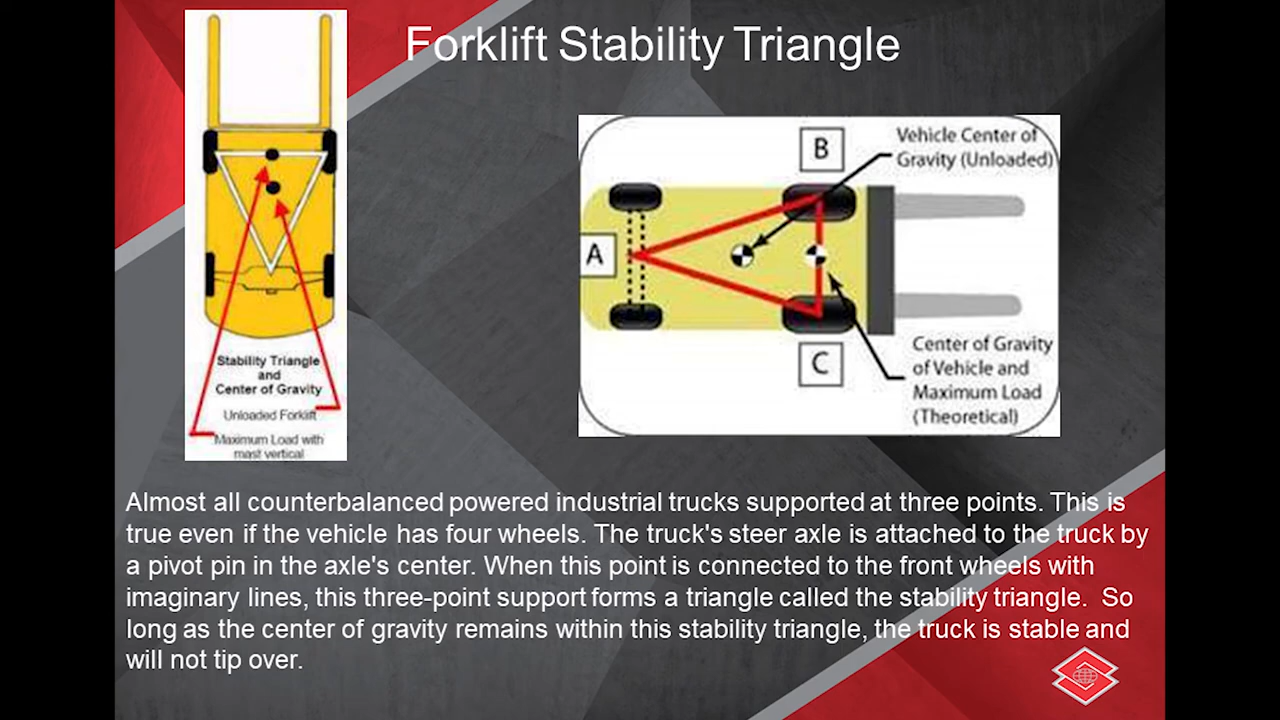 Forklift Stability Triangle
Stability Triangle
and
Center of Gravity
Unloaded Forklift
Maximum Load with
mast vertical
B
Vehicle Center of
Gravity (Unloaded)
A
C
Center of Gravity
of Vehicle and
Maximum Load
(Theoretical)
Almost all counterbalanced powered industrial trucks supported at three points. This is
true even if the vehicle has four wheels. The truck's steer axle is attached to the truck by
a pivot pin in the axle's center. When this point is connected to the front wheels with
imaginary lines, this three-point support forms a triangle called the stability triangle.  So
long as the center of gravity remains within this stability triangle, the truck is stable and
will not tip over.